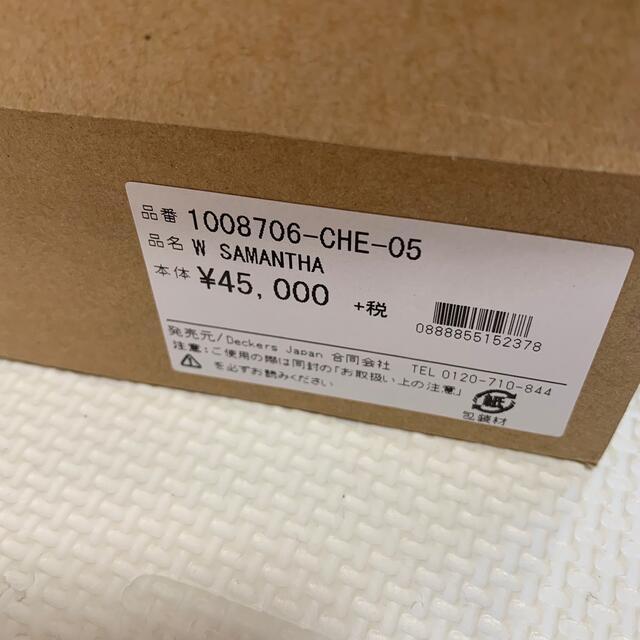 品番 1008706-CHE-05
品名 W SAMANTHA
本体 ¥45,000 +税
0888855152378
発売元/Deckers Japan 合同会社 TEL 0120-710-844
注意:ご使用の際は同封の「お取扱い上の注意」
を必ずお読みください
紙
包装材